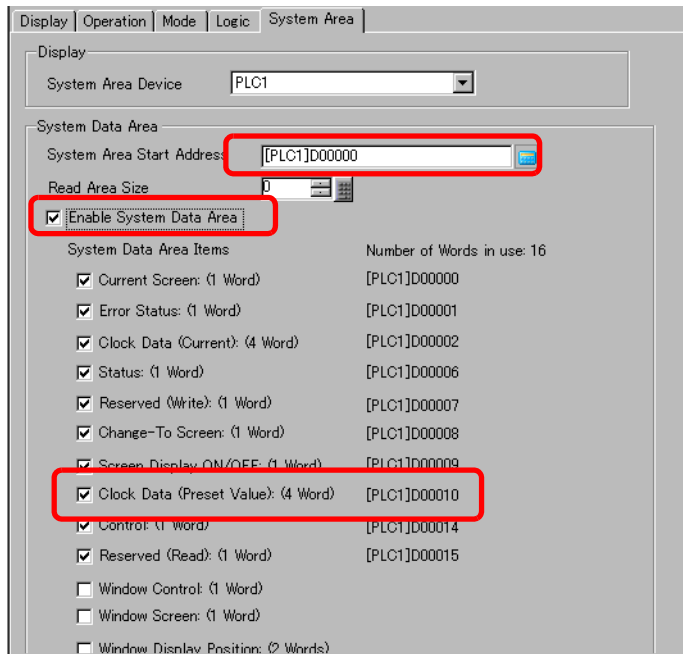 Display Operation Mode Logic System Area
Display
System Area Device PLC1
System Data Area
System Area Start Address [PLC1]D00000
Read Area Size 0
Enable System Data Area
System Data Area Items Number of Words in use: 16
Current Screen: (1 Word) [PLC1]D00000
Error Status: (1 Word) [PLC1]D00001
Clock Data (Current): (4 Word) [PLC1]D00002
Status: (1 Word) [PLC1]D00006
Reserved (Write): (1 Word) [PLC1]D00007
Change-To Screen: (1 Word) [PLC1]D00008
Screen Display ON/OFF: (1 Word) [PLC1]D00009
Clock Data (Preset Value): (4 Word) [PLC1]D00010
Control: (1 Word) [PLC1]D00014
Reserved (Read): (1 Word) [PLC1]D00015
Window Control: (1 Word)
Window Screen: (1 Word)
Window Display Position: (2 Words)